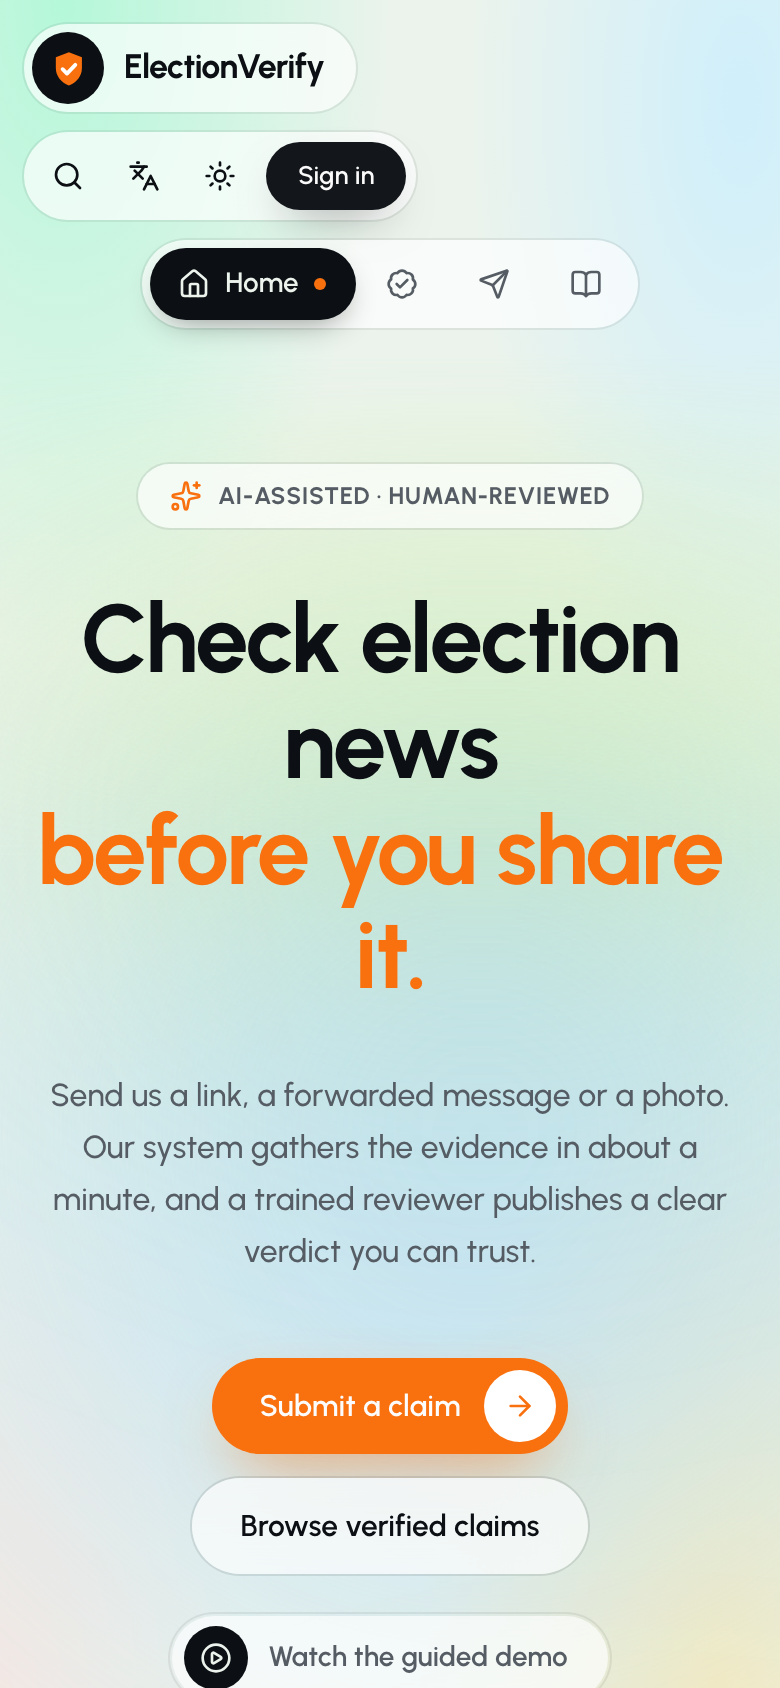 ElectionVerify
Sign in
Home
AI-ASSISTED · HUMAN-REVIEWED
Check election
news
before you share
it.
Send us a link, a forwarded message or a photo.
Our system gathers the evidence in about a
minute, and a trained reviewer publishes a clear
verdict you can trust.
Submit a claim
Browse verified claims
Watch the guided demo